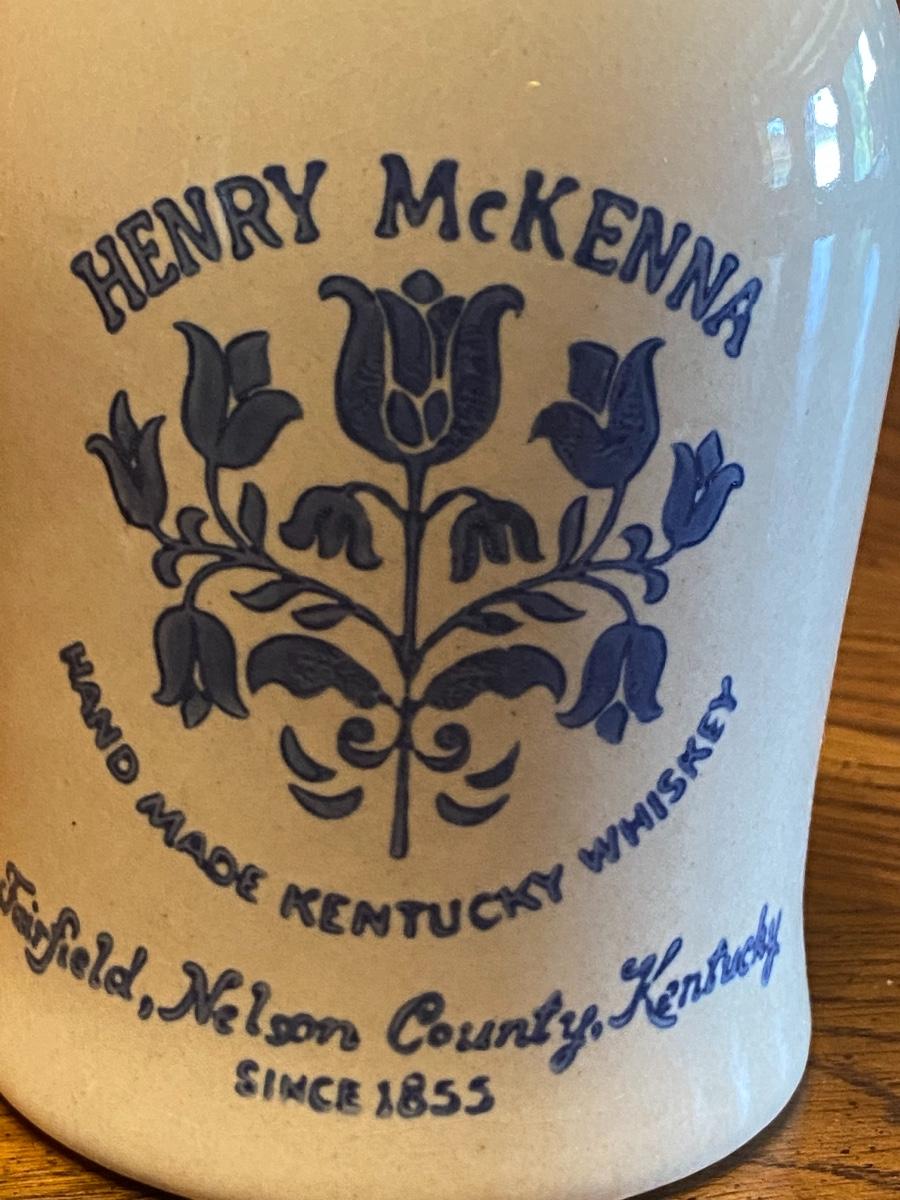 HENRY McKENNA
HAND MADE KENTUCKY WHISKEY
Fairfield, Nelson County, Kentucky
SINCE 1855